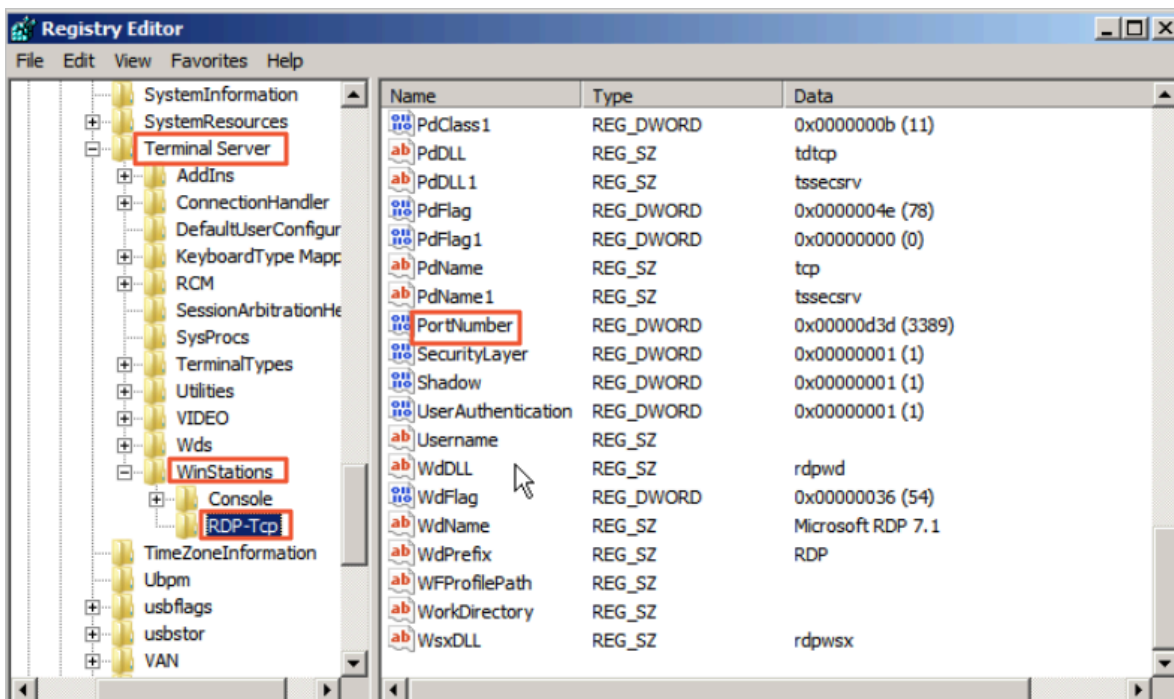 Registry Editor
File Edit View Favorites Help
SystemInformation
SystemResources
Terminal Server
AddIns
ConnectionHandler
DefaultUserConfigur
KeyboardType Mapp
RCM
SessionArbitrationHe
SysProcs
TerminalTypes
Utilities
VIDEO
Wds
WinStations
Console
RDP-Tcp
TimeZoneInformation
Ubpm
usbflags
usbstor
VAN
Name Type Data
PdClass1 REG_DWORD 0x0000000b (11)
PdDLL REG_SZ tdtcp
PdDLL1 REG_SZ tssecsrv
PdFlag REG_DWORD 0x0000004e (78)
PdFlag1 REG_DWORD 0x00000000 (0)
PdName REG_SZ tcp
PdName1 REG_SZ tssecsrv
PortNumber REG_DWORD 0x00000d3d (3389)
SecurityLayer REG_DWORD 0x00000001 (1)
Shadow REG_DWORD 0x00000001 (1)
UserAuthentication REG_DWORD 0x00000001 (1)
Username REG_SZ
WdDLL REG_SZ rdpwd
WdFlag REG_DWORD 0x00000036 (54)
WdName REG_SZ Microsoft RDP 7.1
WdPrefix REG_SZ RDP
WFProfilePath REG_SZ
WorkDirectory REG_SZ
WsxDLL REG_SZ rdpwsx